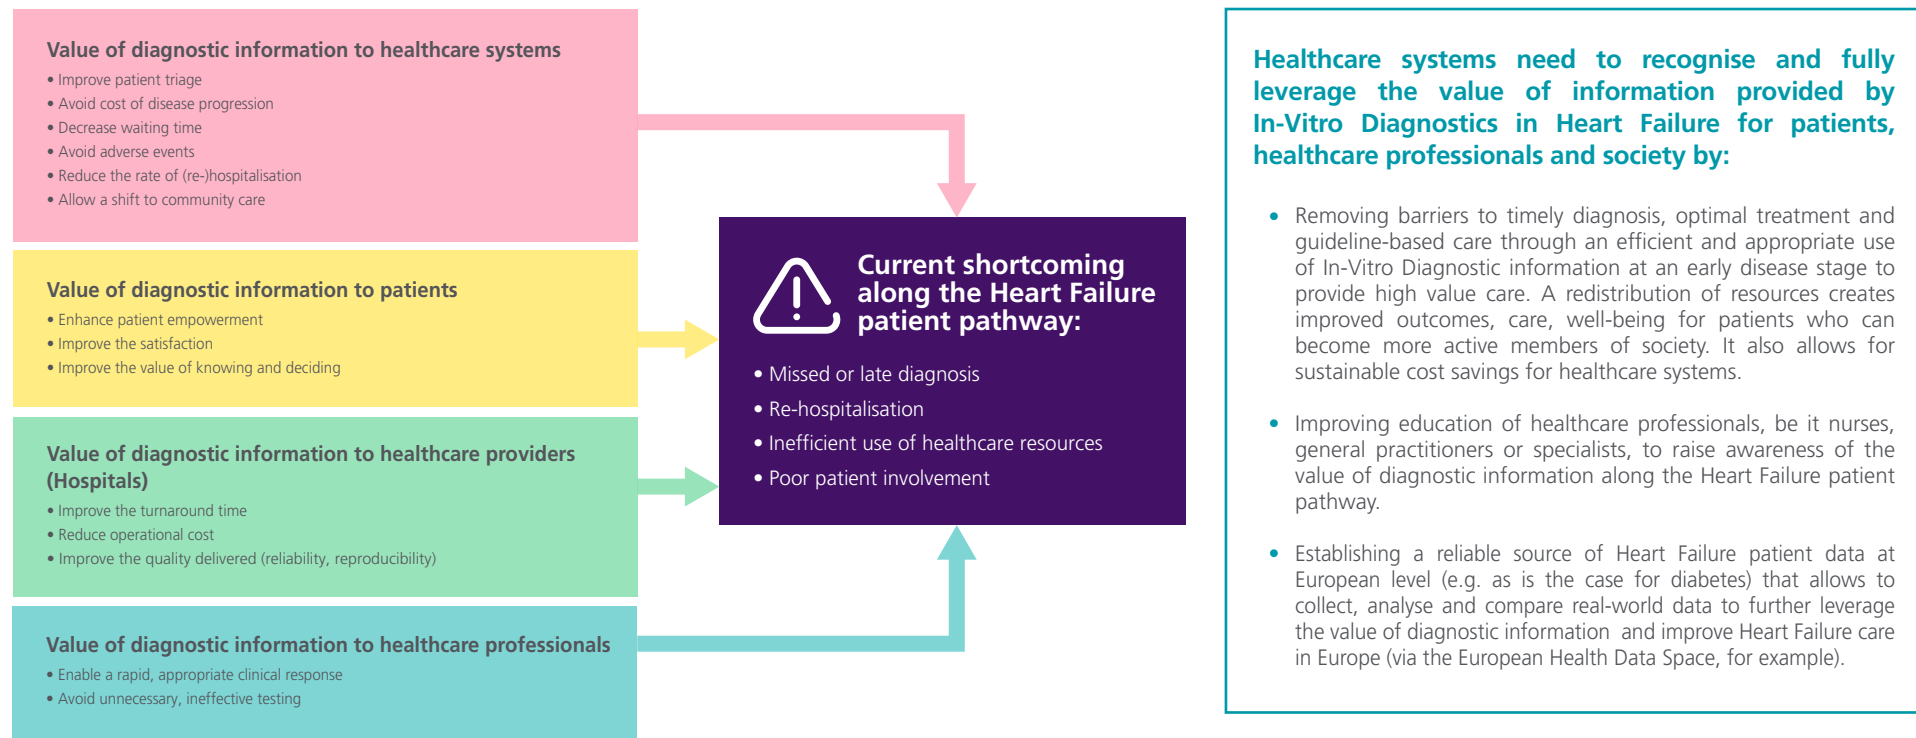 Value of diagnostic information to healthcare systems
• Improve patient triage
• Avoid cost of disease progression
• Decrease waiting time
• Avoid adverse events
• Reduce the rate of (re-)hospitalisation
• Allow a shift to community care
Value of diagnostic information to patients
• Enhance patient empowerment
• Improve the satisfaction
• Improve the value of knowing and deciding
Value of diagnostic information to healthcare providers
(Hospitals)
• Improve the turnaround time
• Reduce operational cost
• Improve the quality delivered (reliability, reproducibility)
Value of diagnostic information to healthcare professionals
• Enable a rapid, appropriate clinical response
• Avoid unnecessary, ineffective testing
Current shortcoming
along the Heart Failure
patient pathway:
• Missed or late diagnosis
• Re-hospitalisation
• Inefficient use of healthcare resources
• Poor patient involvement
Healthcare systems need to recognise and fully
leverage the value of information provided by
In-Vitro Diagnostics in Heart Failure for patients,
healthcare professionals and society by:
• Removing barriers to timely diagnosis, optimal treatment and
guideline-based care through an efficient and appropriate use
of In-Vitro Diagnostic information at an early disease stage to
provide high value care. A redistribution of resources creates
improved outcomes, care, well-being for patients who can
become more active members of society. It also allows for
sustainable cost savings for healthcare systems.
• Improving education of healthcare professionals, be it nurses,
general practitioners or specialists, to raise awareness of the
value of diagnostic information along the Heart Failure patient
pathway.
• Establishing a reliable source of Heart Failure patient data at
European level (e.g. as is the case for diabetes) that allows to
collect, analyse and compare real-world data to further leverage
the value of diagnostic information and improve Heart Failure care
in Europe (via the European Health Data Space, for example).